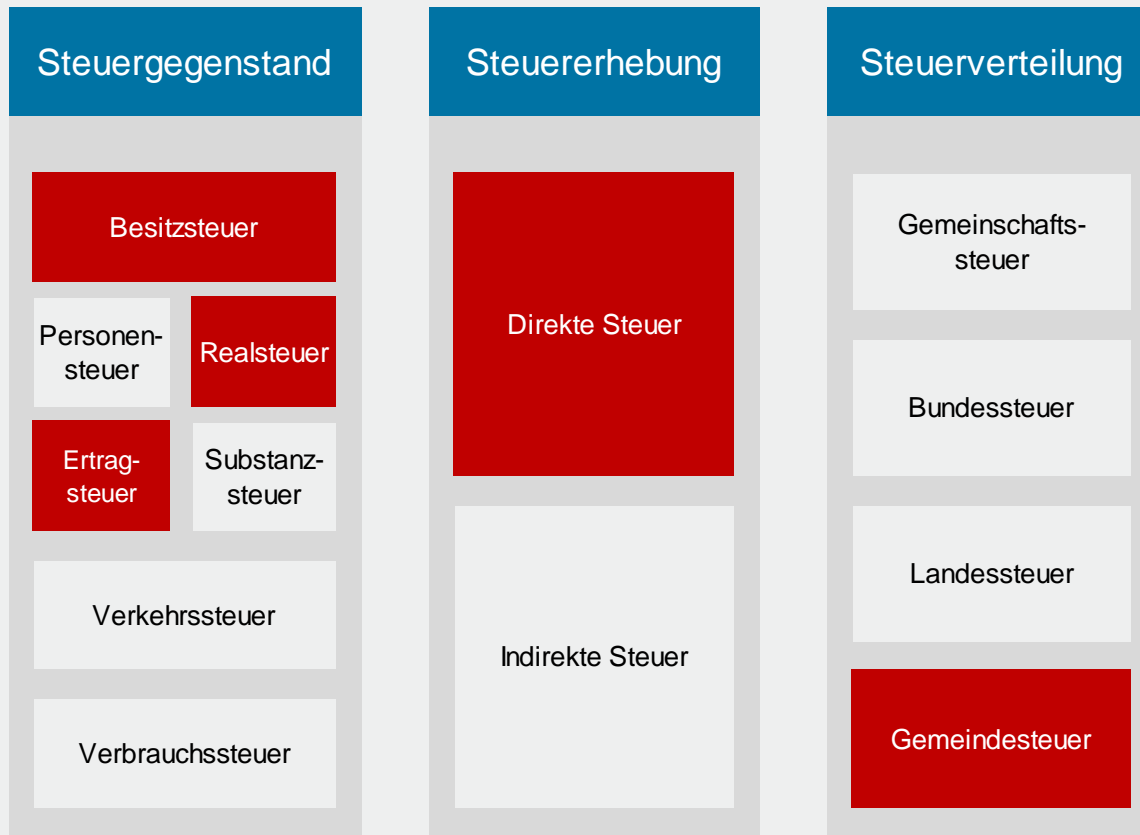 Steuergegenstand
Besitzsteuer
Personen-
steuer
Realsteuer
Ertrag-
steuer
Substanz-
steuer
Verkehrssteuer
Verbrauchssteuer
Steuererhebung
Direkte Steuer
Indirekte Steuer
Steuerverteilung
Gemeinschafts-
steuer
Bundessteuer
Landessteuer
Gemeindesteuer